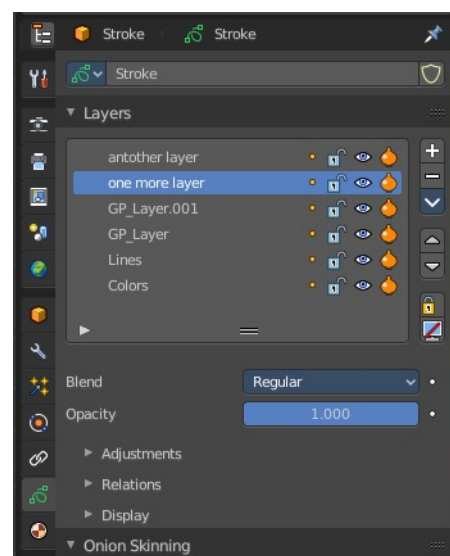 Stroke Stroke
Stroke
Layers
antother layer
one more layer
GP_Layer.001
GP_Layer
Lines
Colors
Blend Regular
Opacity 1.000
Adjustments
Relations
Display
Onion Skinning